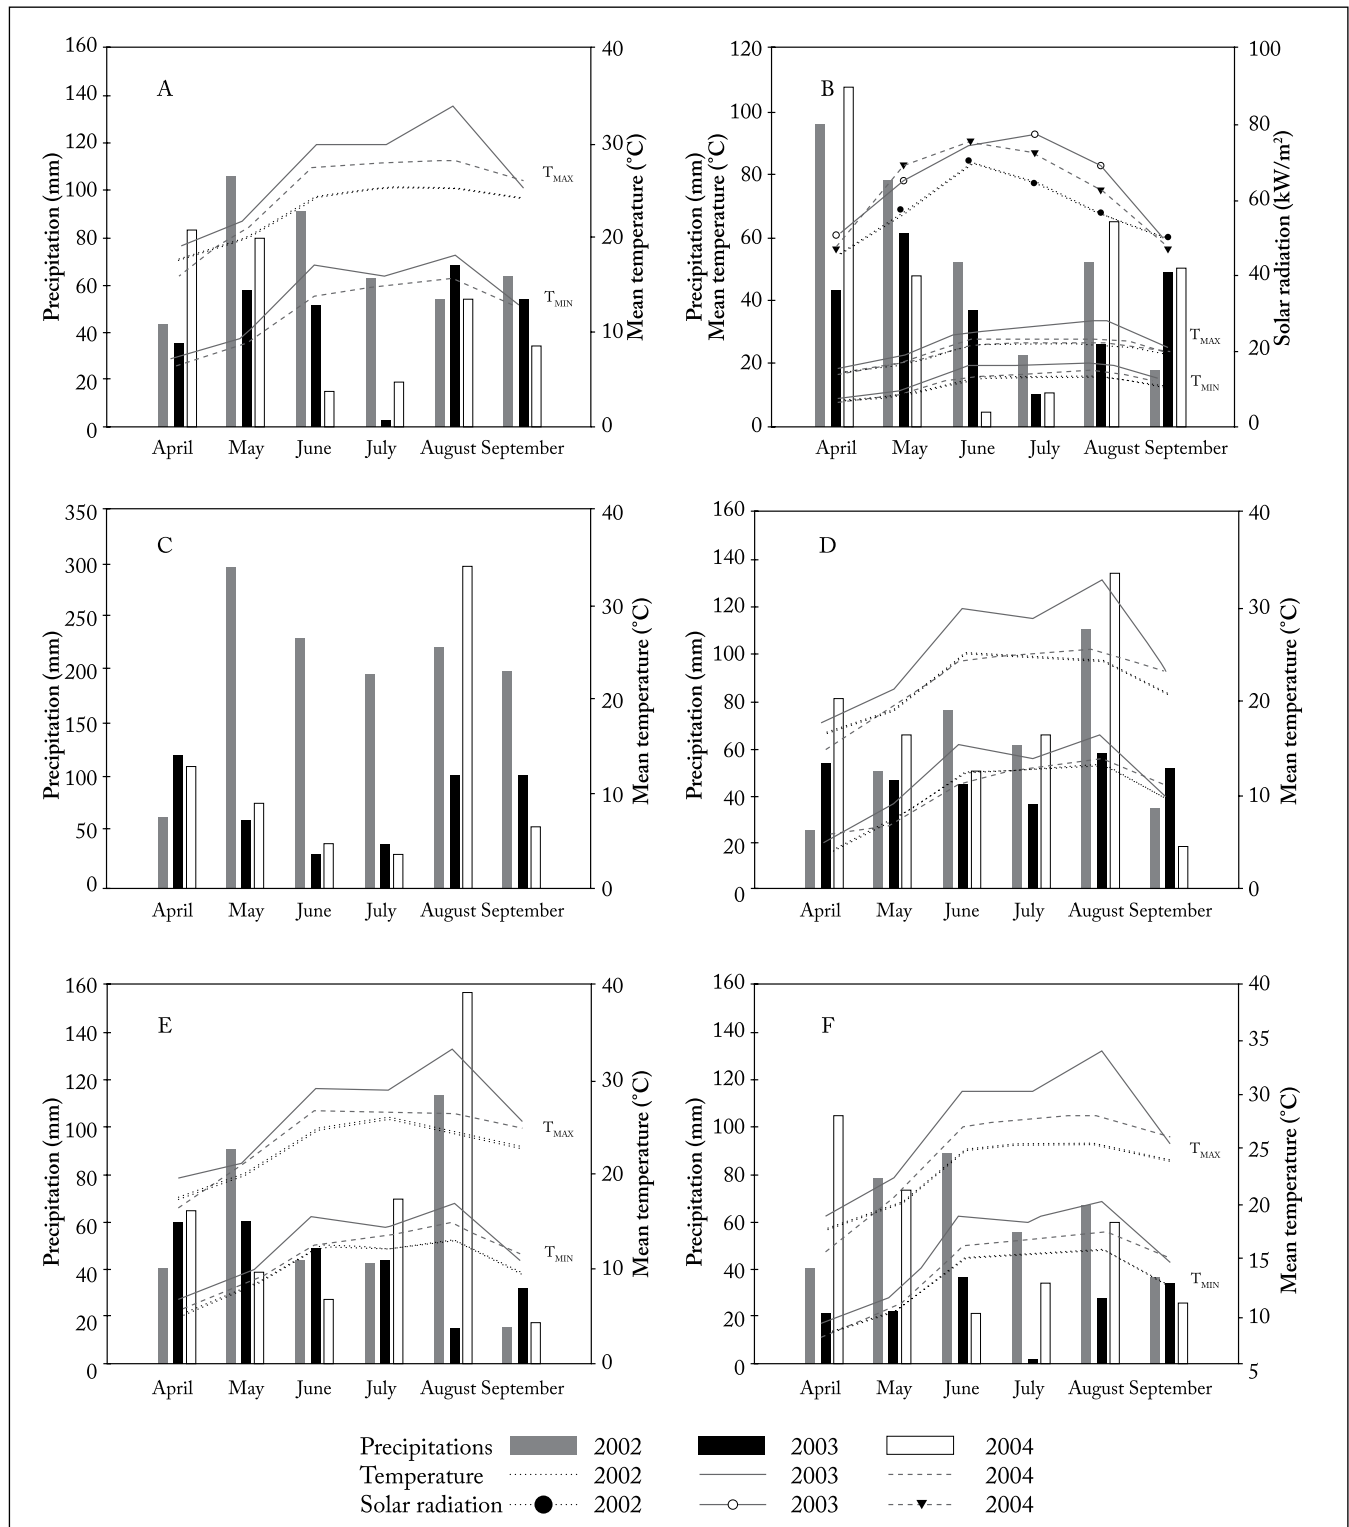 160
140
120
100
80
60
40
20
0
Precipitation (mm)
A
T MAX
T MIN
40
30
20
10
0
Mean temperature (°C)
April May June July August September
120
100
80
60
40
20
0
Precipitation (mm)
Mean temperature (°C)
B
T MAX
T MIN
100
80
60
40
20
0
Solar radiation (kW/m²)
April May June July August September
350
300
250
200
150
100
50
0
Precipitation (mm)
C
40
30
20
10
0
Mean temperature (°C)
April May June July August September
160
140
120
100
80
60
40
20
0
Precipitation (mm)
D
40
30
20
10
0
Mean temperature (°C)
April May June July August September
160
140
120
100
80
60
40
20
0
Precipitation (mm)
E
T MAX
T MIN
40
30
20
10
0
Mean temperature (°C)
April May June July August September
160
140
120
100
80
60
40
20
0
Precipitation (mm)
F
T MAX
T MIN
40
35
30
25
20
15
10
5
Mean temperature (°C)
April May June July August September
Precipitations 2002 2003 2004
Temperature 2002 2003 2004
Solar radiation 2002 2003 2004